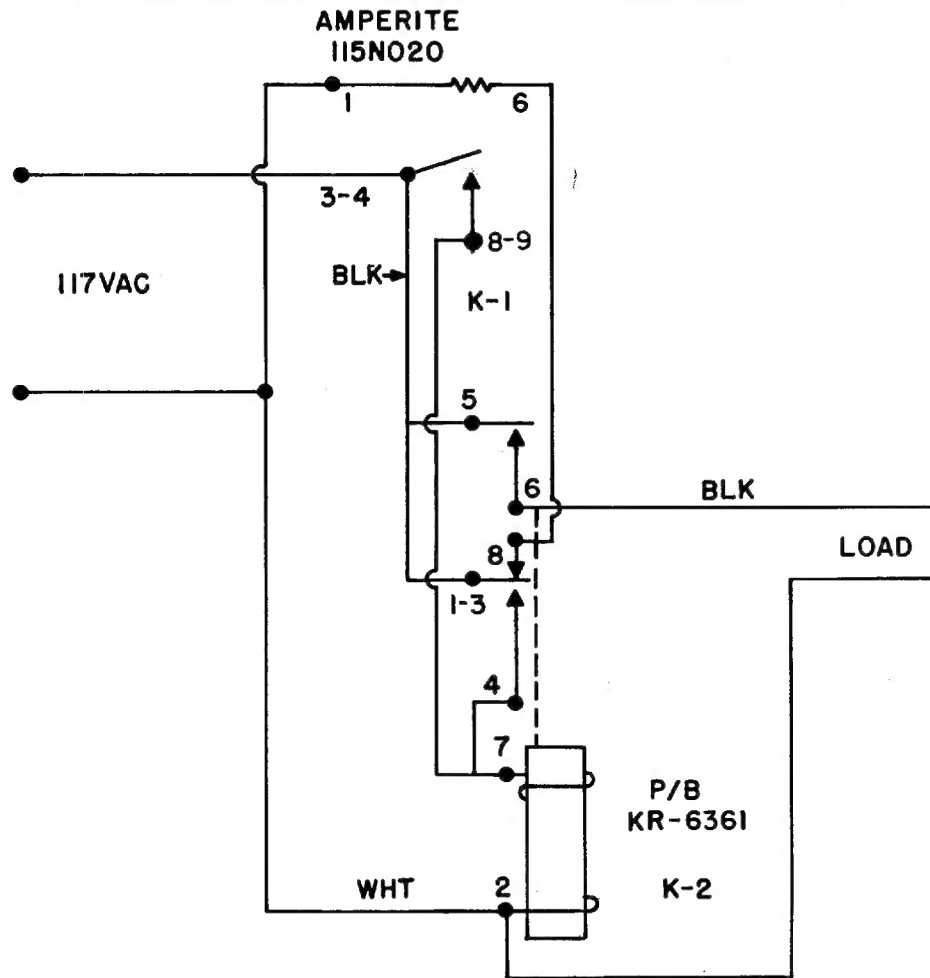 AMPERITE
115NO20
1
6
3-4
8-9
117VAC
BLK
K-1
5
6
BLK
8
LOAD
1-3
4
7
P/B
KR-6361
WHT
2
K-2